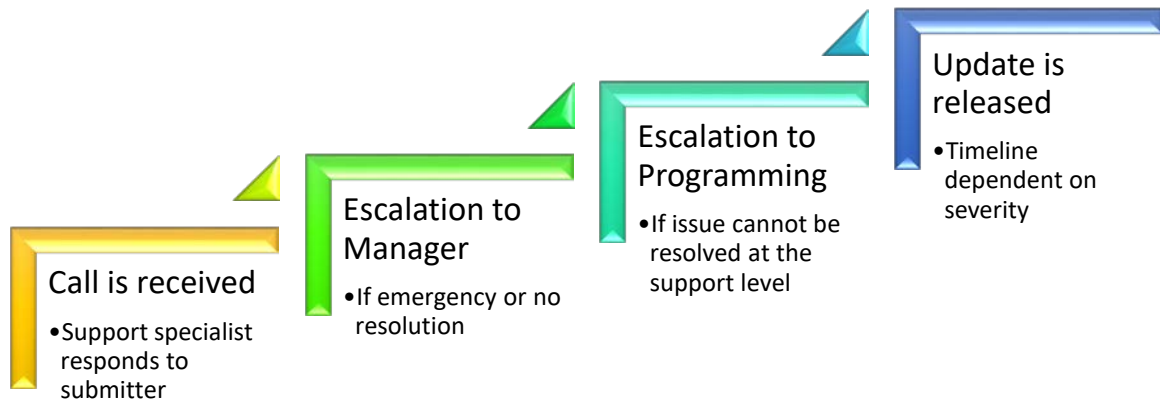 Call is received
•Support specialist
responds to
submitter
Escalation to
Manager
•If emergency or no
resolution
Escalation to
Programming
•If issue cannot be
resolved at the
support level
Update is
released
•Timeline
dependent on
severity